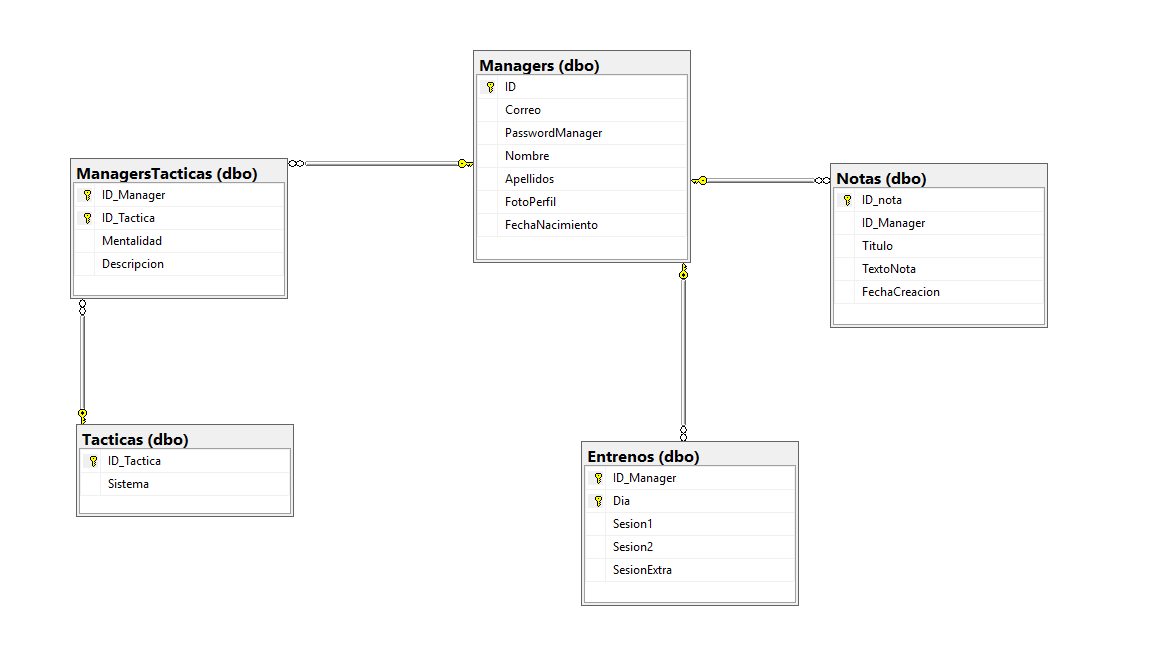 Managers (dbo)
ID
Correo
PasswordManager
Nombre
Apellidos
FotoPerfil
FechaNacimiento
ManagersTacticas (dbo)
ID_Manager
ID_Tactica
Mentalidad
Descripcion
Notas (dbo)
ID_nota
ID_Manager
Titulo
TextoNota
FechaCreacion
Tacticas (dbo)
ID_Tactica
Sistema
Entrenos (dbo)
ID_Manager
Dia
Sesion1
Sesion2
SesionExtra